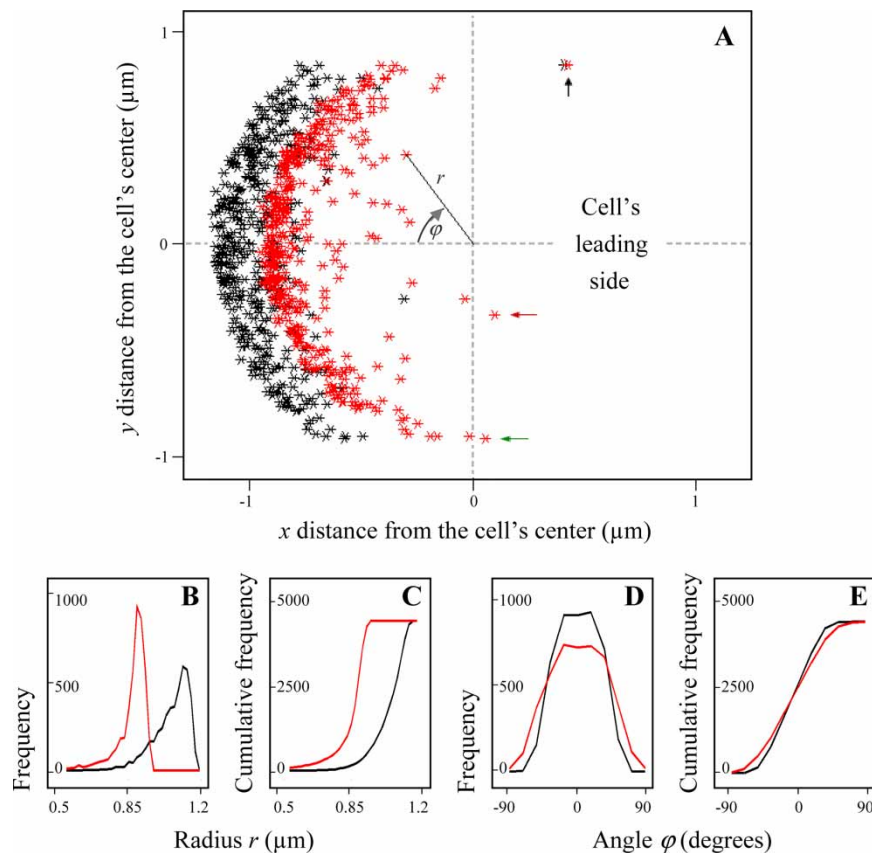 A
1
0
-1
y distance from the cell's center (µm)
r
φ
Cell's
leading
side
-1
0
1
x distance from the cell's center (µm)
B
1000
500
0
Frequency
0.5
0.85
1.2
C
5000
2500
0
Cumulative frequency
0.5
0.85
1.2
Radius r (µm)
D
1000
500
0
Frequency
-90
0
90
E
5000
2500
0
Cumulative frequency
-90
0
90
Angle φ (degrees)